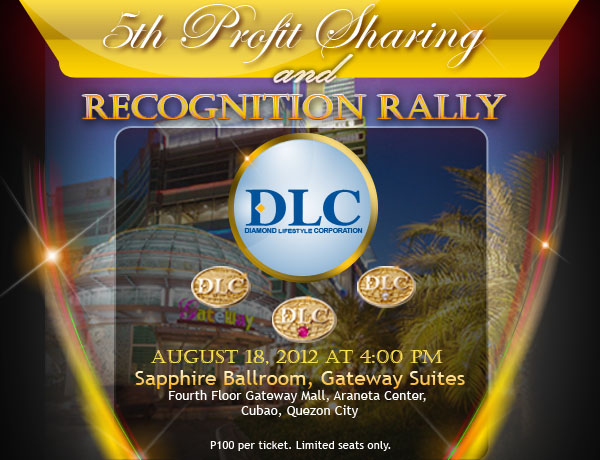 5th Profit Sharing
and
RECOGNITION RALLY
DLC
DIAMOND LIFESTYLE CORPORATION
DLC
DLC
DLC
GateWay
AUGUST 18, 2012 AT 4:00 PM
Sapphire Ballroom, Gateway Suites
Fourth Floor Gateway Mall, Araneta Center,
Cubao, Quezon City
P100 per ticket. Limited seats only.